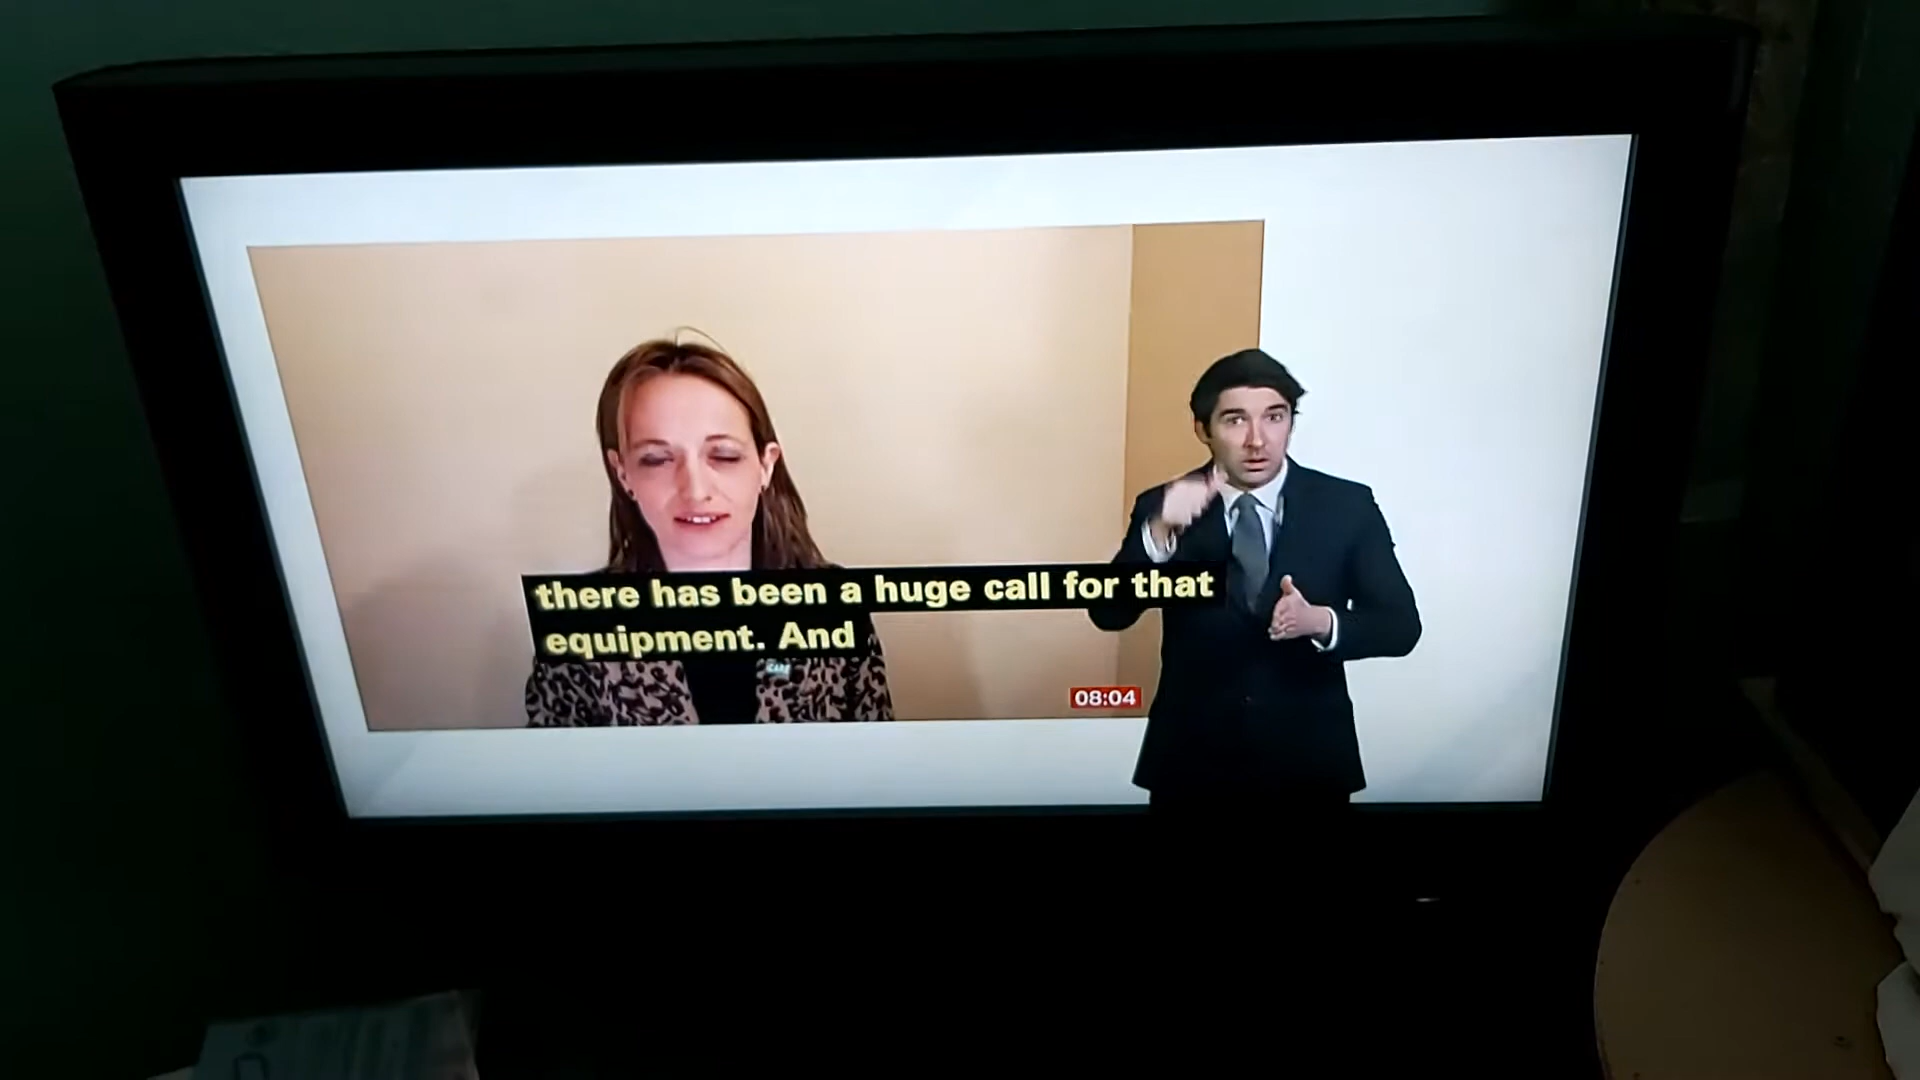 there has been a huge call for that
equipment. And
08:04